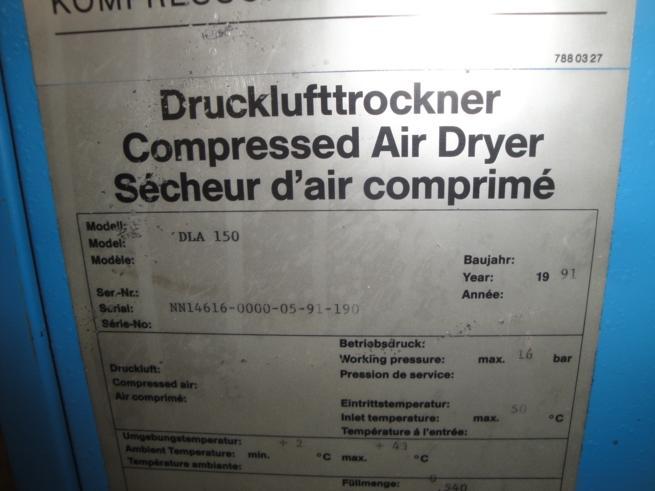 788 03 27
Drucklufttrockner
Compressed Air Dryer
Sécheur d'air comprimé
Modell:
Model: DLA 150
Modèle:
Baujahr:
Year: 19 91
Année:
Ser.-Nr.:
Serial: NN14616-0000-05-91-190
Série-No:
Betriebsdruck:
Working pressure: max. 16 bar
Pression de service:
Druckluft:
Compressed air:
Air comprimé:
Eintrittstemperatur:
Inlet temperature: max. 50 °C
Température à l'entrée:
Umgebungstemperatur:
Ambient Temperature: min. + 2 °C max. + 43 °C
Température ambiante:
Füllmenge: